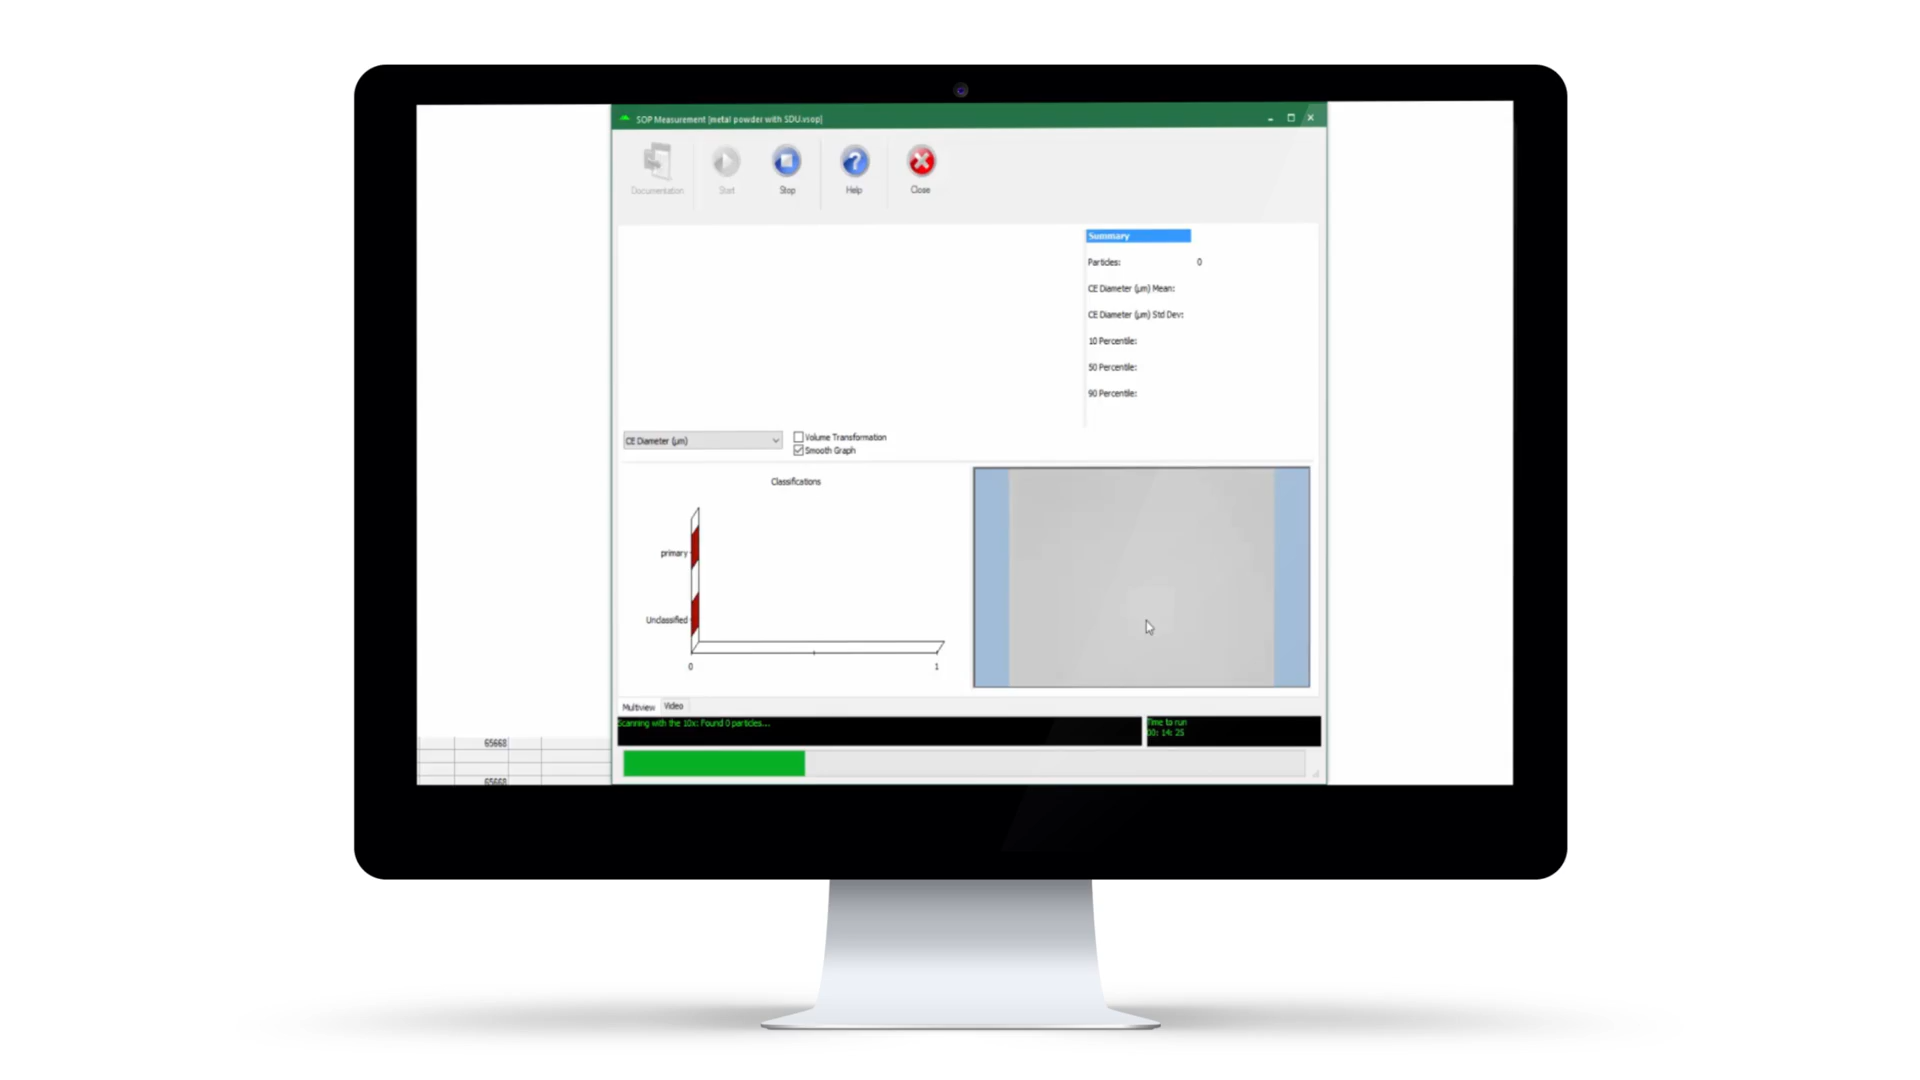 SOP Measurement [metal powder with SDU.vsop]
Documentation
Start
Stop
Help
Close
Summary
Particles: 0
CE Diameter (µm) Mean:
CE Diameter (µm) Std Dev:
10 Percentile:
50 Percentile:
90 Percentile:
CE Diameter (µm)
Volume Transformation
Smooth Graph
Classifications
primary
Unclassified
0
1
Multiview
Video
Scanning with the 10x: Found 0 particles...
Time to run
00: 14: 25
65668
65668